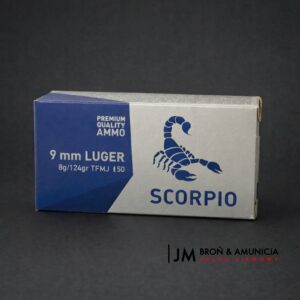 PREMIUM
QUALITY
AMMO
9 mm LUGER
8g/124gr TFMJ 50
SCORPIO
JM BROŃ & AMUNICJA